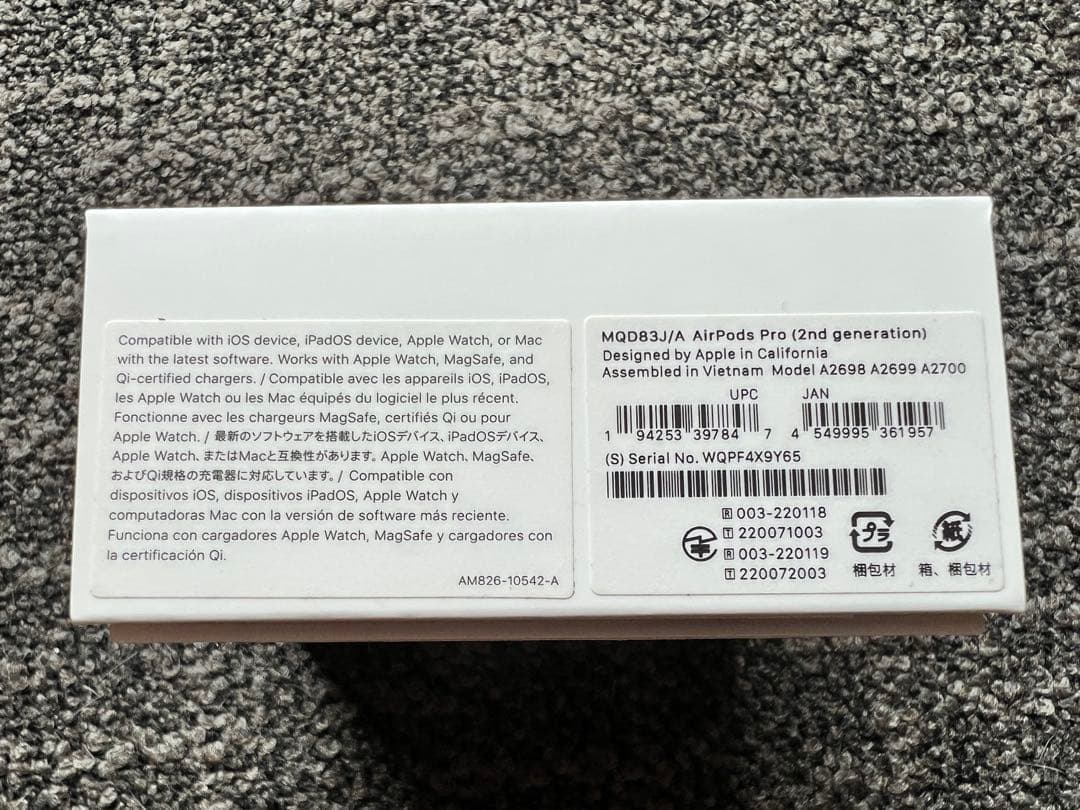 Compatible with iOS device, iPadOS device, Apple Watch, or Mac
with the latest software. Works with Apple Watch, MagSafe, and
Qi-certified chargers. / Compatible avec les appareils iOS, iPadOS,
les Apple Watch ou les Mac équipés du logiciel le plus récent.
Fonctionne avec les chargeurs MagSafe, certifiés Qi ou pour
Apple Watch. / 最新のソフトウェアを搭載したiOSデバイス、iPadOSデバイス、
Apple Watch、またはMacと互換性があります。Apple Watch、MagSafe、
およびQi規格の充電器に対応しています。/ Compatible con
dispositivos iOS, dispositivos iPadOS, Apple Watch y
computadoras Mac con la versión de software más reciente.
Funciona con cargadores Apple Watch, MagSafe y cargadores con
la certificación Qi.
AM826-10542-A
MQD83J/A AirPods Pro (2nd generation)
Designed by Apple in California
Assembled in Vietnam Model A2698 A2699 A2700
UPC JAN
1 94253 39784 7 4 549995 361957
(S) Serial No. WQPF4X9Y65
R 003-220118
T 220071003
R 003-220119
T 220072003
プラ 紙
梱包材 箱、梱包材